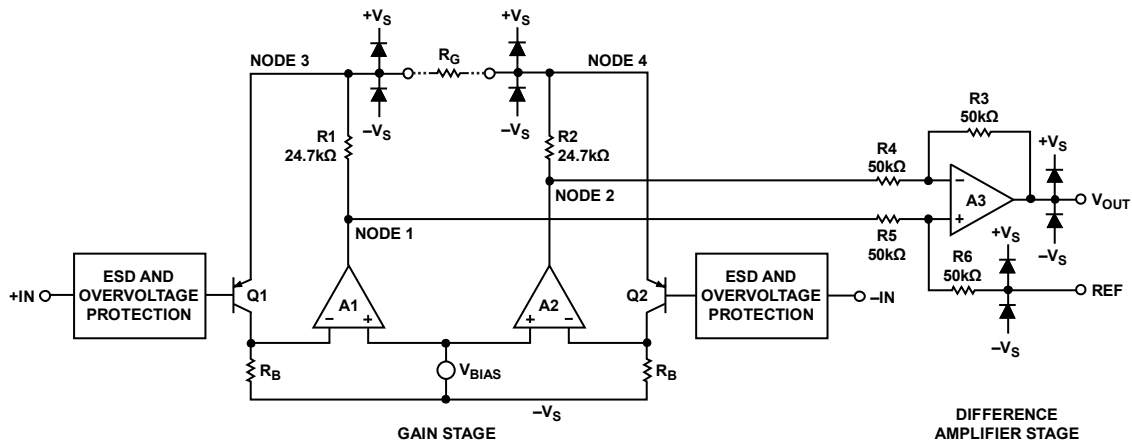 +VS
+VS
NODE 3
RG
NODE 4
–VS
–VS
R1
24.7kΩ
R2
24.7kΩ
R3
50kΩ
R4
50kΩ
+VS
NODE 2
–
A3
+
VOUT
NODE 1
R5
50kΩ
–VS
+VS
R6
50kΩ
REF
–VS
+IN
ESD AND
OVERVOLTAGE
PROTECTION
Q1
A1
– +
A2
+ –
Q2
ESD AND
OVERVOLTAGE
PROTECTION
–IN
RB
VBIAS
RB
–VS
GAIN STAGE
DIFFERENCE
AMPLIFIER STAGE